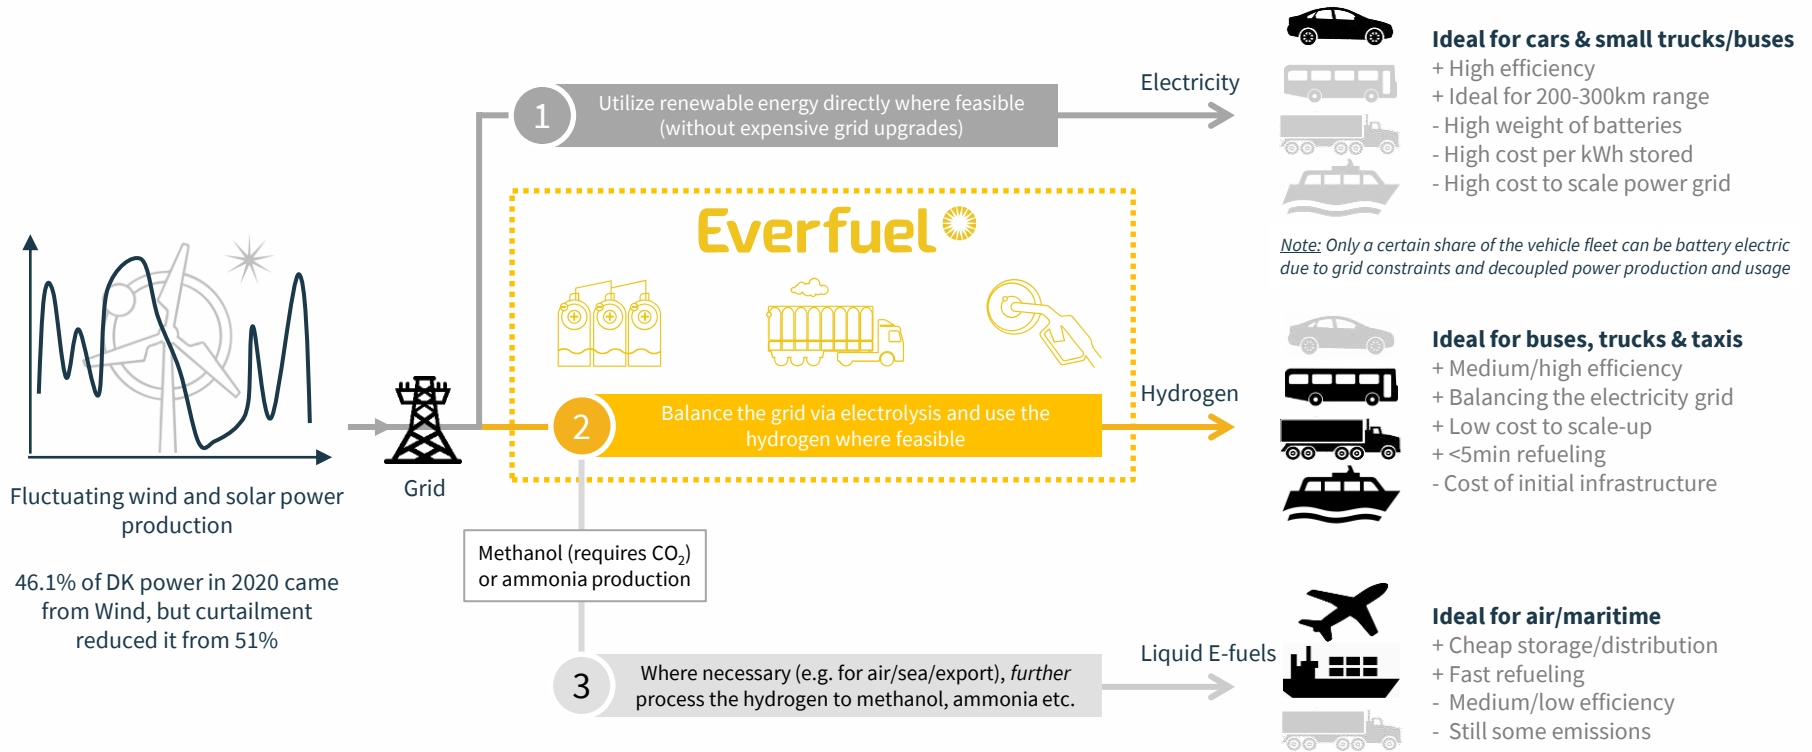 Fluctuating wind and solar power
production
46.1% of DK power in 2020 came
from Wind, but curtailment
reduced it from 51%
Grid
1
Utilize renewable energy directly where feasible
(without expensive grid upgrades)
Electricity
Ideal for cars & small trucks/buses
+ High efficiency
+ Ideal for 200-300km range
- High weight of batteries
- High cost per kWh stored
- High cost to scale power grid
Note: Only a certain share of the vehicle fleet can be battery electric
due to grid constraints and decoupled power production and usage
Everfuel
2
Balance the grid via electrolysis and use the
hydrogen where feasible
Hydrogen
Ideal for buses, trucks & taxis
+ Medium/high efficiency
+ Balancing the electricity grid
+ Low cost to scale-up
+ <5min refueling
- Cost of initial infrastructure
Methanol (requires CO₂)
or ammonia production
3
Where necessary (e.g. for air/sea/export), further
process the hydrogen to methanol, ammonia etc.
Liquid E-fuels
Ideal for air/maritime
+ Cheap storage/distribution
+ Fast refueling
- Medium/low efficiency
- Still some emissions